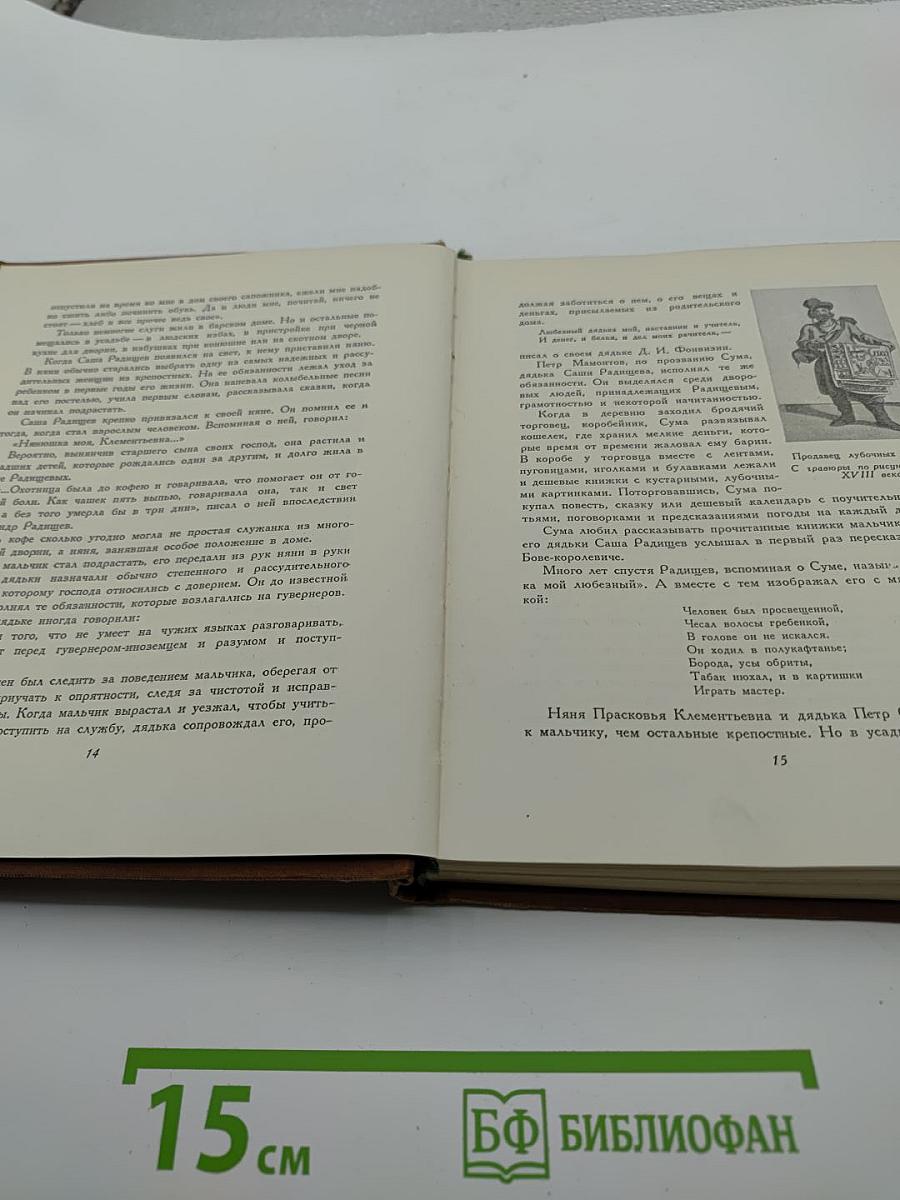 отпустили на время ко мне в дом своего сапожника, ежели мне надоб-
но сшить либо починить обувь. Да и люди мне, почитай, ничего не
стоят — хлеб и все прочее ведь свое».
Только немногие слуги жили в барском доме. Но и остальные по-
мещались в усадьбе — в людских избах, в пристройке при черной
кухне для дворни, в избушках при конюшне или на скотном дворе.
Когда Саша Радищев появился на свет, к нему приставили няню.
В няни обычно старались выбрать одну из самых надежных и рассу-
дительных женщин из крепостных. На ее обязанности лежал уход за
ребенком в первые годы его жизни. Она напевала колыбельные песни
над его постелью, учила первым словам, рассказывала сказки, когда
он начинал подрастать.
Саша Радищев крепко привязался к своей няне. Он помнил ее и
тогда, когда стал взрослым человеком. Вспоминая о ней, говорил:
«Нянюшка моя, Клементьевна...»
Вероятно, вынянчив старшего сына своих господ, она растила и
адших детей, которые рождались один за другим, и долго жила в
е Радищевых.
«...Охотница была до кофею и говаривала, что помогает он от го-
й боли. Как чашек пять выпью, говаривала она, так и свет
а без того умерла бы в три дни», писал о ней впоследствии
ндр Радищев.
ь кофе сколько угодно могла не простая служанка из много-
й дворни, а няня, занявшая особое положение в доме.
мальчик стал подрастать, его передали из рук няни в руки
дядьки назначали обычно степенного и рассудительного
которому господа относились с доверием. Он до известной
олнял те обязанности, которые возлагались на гувернеров.
ядьке иногда говорили:
и того, что не умеет на чужих языках разговаривать,
т перед гувернером-иноземцем и разумом и поступ-
ен был следить за поведением мальчика, оберегая от
риучать к опрятности, следя за чистотой и исправ-
ы. Когда мальчик вырастал и уезжал, чтобы учить-
оступить на службу, дядька сопровождал его, про-
14
должая заботиться о нем, о его вещах и
деньгах, присылаемых из родительского
дома.
Любезный дядька мой, наставник и учитель,
И денег, и белья, и дел моих рачитель, —
писал о своем дядьке Д. И. Фонвизин.
Петр Мамонтов, по прозванию Сума,
дядька Саши Радищева, исполнял те же
обязанности. Он выделялся среди дворо-
вых людей, принадлежащих Радищевым,
грамотностью и некоторой начитанностью.
Когда в деревню заходил бродячий
торговец, коробейник, Сума развязывал
кошелек, где хранил мелкие деньги, кото-
рые время от времени жаловал ему барин.
В коробе у торговца вместе с лентами,
пуговицами, иголками и булавками лежали
и дешевые книжки с кустарными, лубочны-
ми картинками. Поторговавшись, Сума по-
купал повесть, сказку или дешевый календарь с поучительн
тьями, поговорками и предсказаниями погоды на каждый д
Сума любил рассказывать прочитанные книжки мальчик
его дядьки Саша Радищев услышал в первый раз пересказ
Бове-королевиче.
Много лет спустя Радищев, вспоминая о Суме, назыв
ка мой любезный». А вместе с тем изображал его с мя
кой:
Человек был просвещенной,
Чесал волосы гребенкой,
В голове он не искался.
Он ходил в полукафтанье;
Борода, усы обриты,
Табак нюхал, и в картишки
Играть мастер.
Няня Прасковья Клементьевна и дядька Петр
к мальчику, чем остальные крепостные. Но в усад
15
Продавец лубочных
С гравюры по рисун
XVIII века
15 см
БФ БИБЛИОФАН